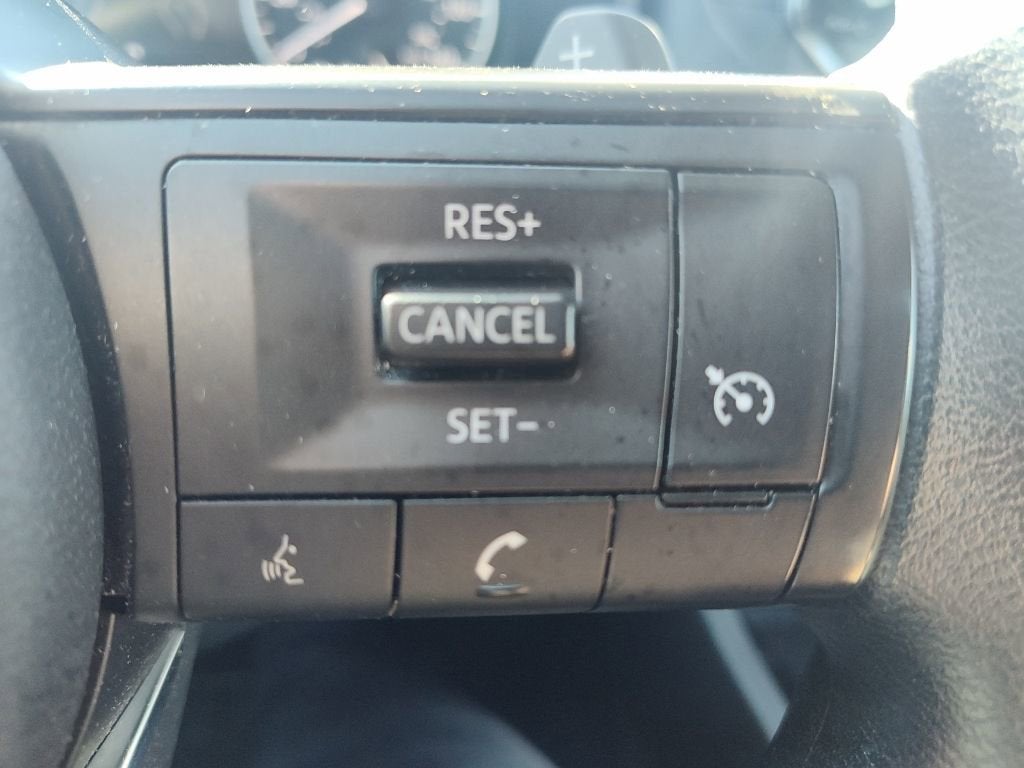 +
RES+
CANCEL
SET-